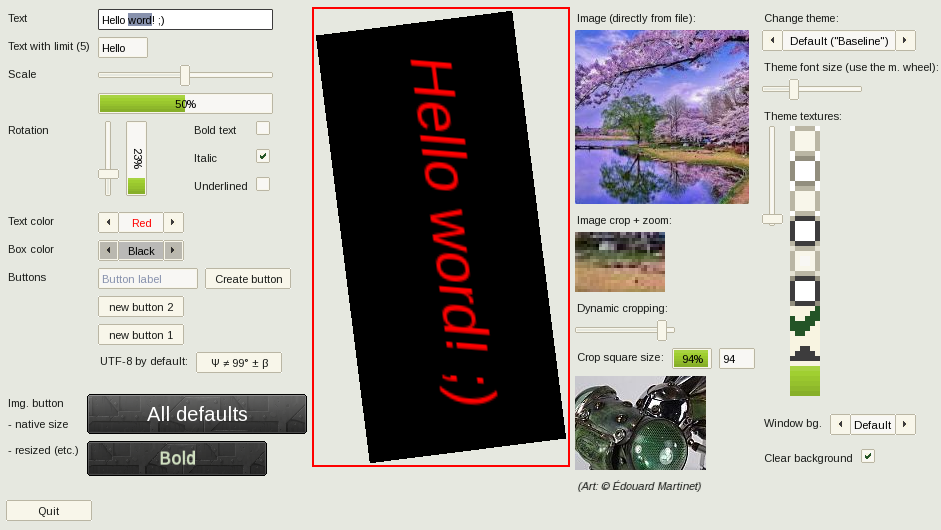 Text
Hello word! ;)
Text with limit (5)
Hello
Scale
50%
Rotation
23%
Bold text
Italic
Underlined
Text color
Red
Box color
Black
Buttons
Button label
Create button
new button 2
new button 1
UTF-8 by default:
Ψ ≠ 99° ± β
Img. button
- native size
All defaults
- resized (etc.)
Bold
Quit
Hello word! ;)
Image (directly from file):
Image crop + zoom:
Dynamic cropping:
Crop square size:
94%
94
(Art: © Édouard Martinet)
Change theme:
Default ("Baseline")
Theme font size (use the m. wheel):
Theme textures:
Window bg.
Default
Clear background